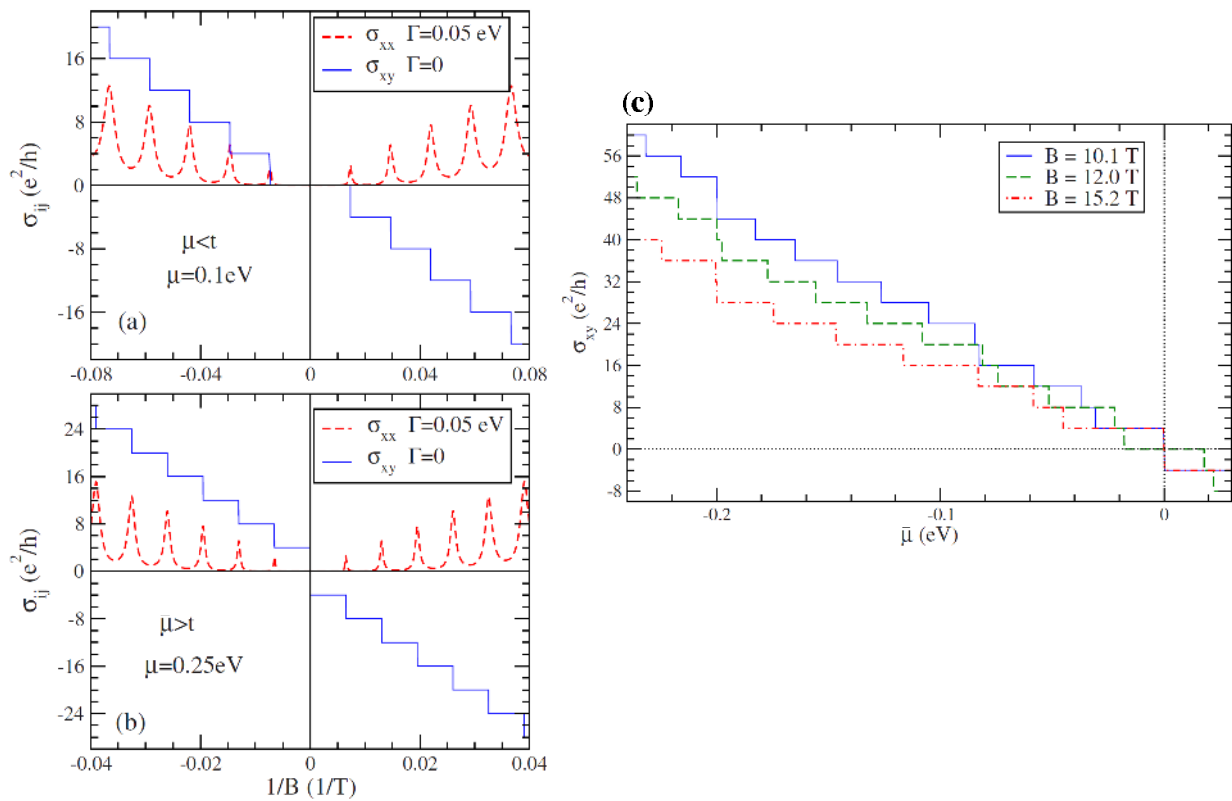 σxx Γ=0.05 eV
σxy Γ=0
16
8
0
-8
-16
σij (e²/h)
μ<t
μ=0.1eV
(a)
-0.08 -0.04 0 0.04 0.08
σxx Γ=0.05 eV
σxy Γ=0
24
16
8
0
-8
-16
-24
σij (e²/h)
μ̄>t
μ=0.25eV
(b)
-0.04 -0.02 0 0.02 0.04
1/B (1/T)
(c)
B = 10.1 T
B = 12.0 T
B = 15.2 T
56
48
40
32
24
16
8
0
-8
σxy (e²/h)
-0.2 -0.1 0
μ̄ (eV)